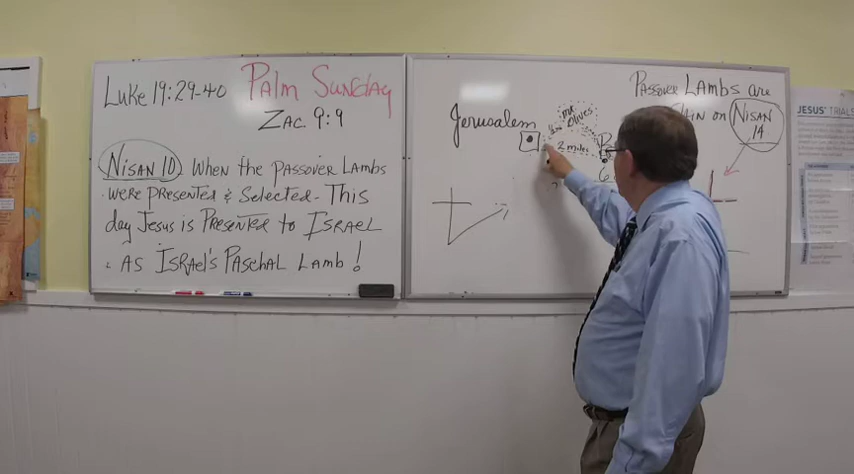 Luke 19:29-40
Palm Sunday
Zac. 9:9
Nisan 10 When the Passover Lambs
were Presented & Selected. This
day Jesus is Presented to Israel
As Israel's Paschal Lamb!
Jerusalem
Mt
Olives
2 miles
B
6
Passover Lambs are
on Nisan
14
JESUS' TRIALS